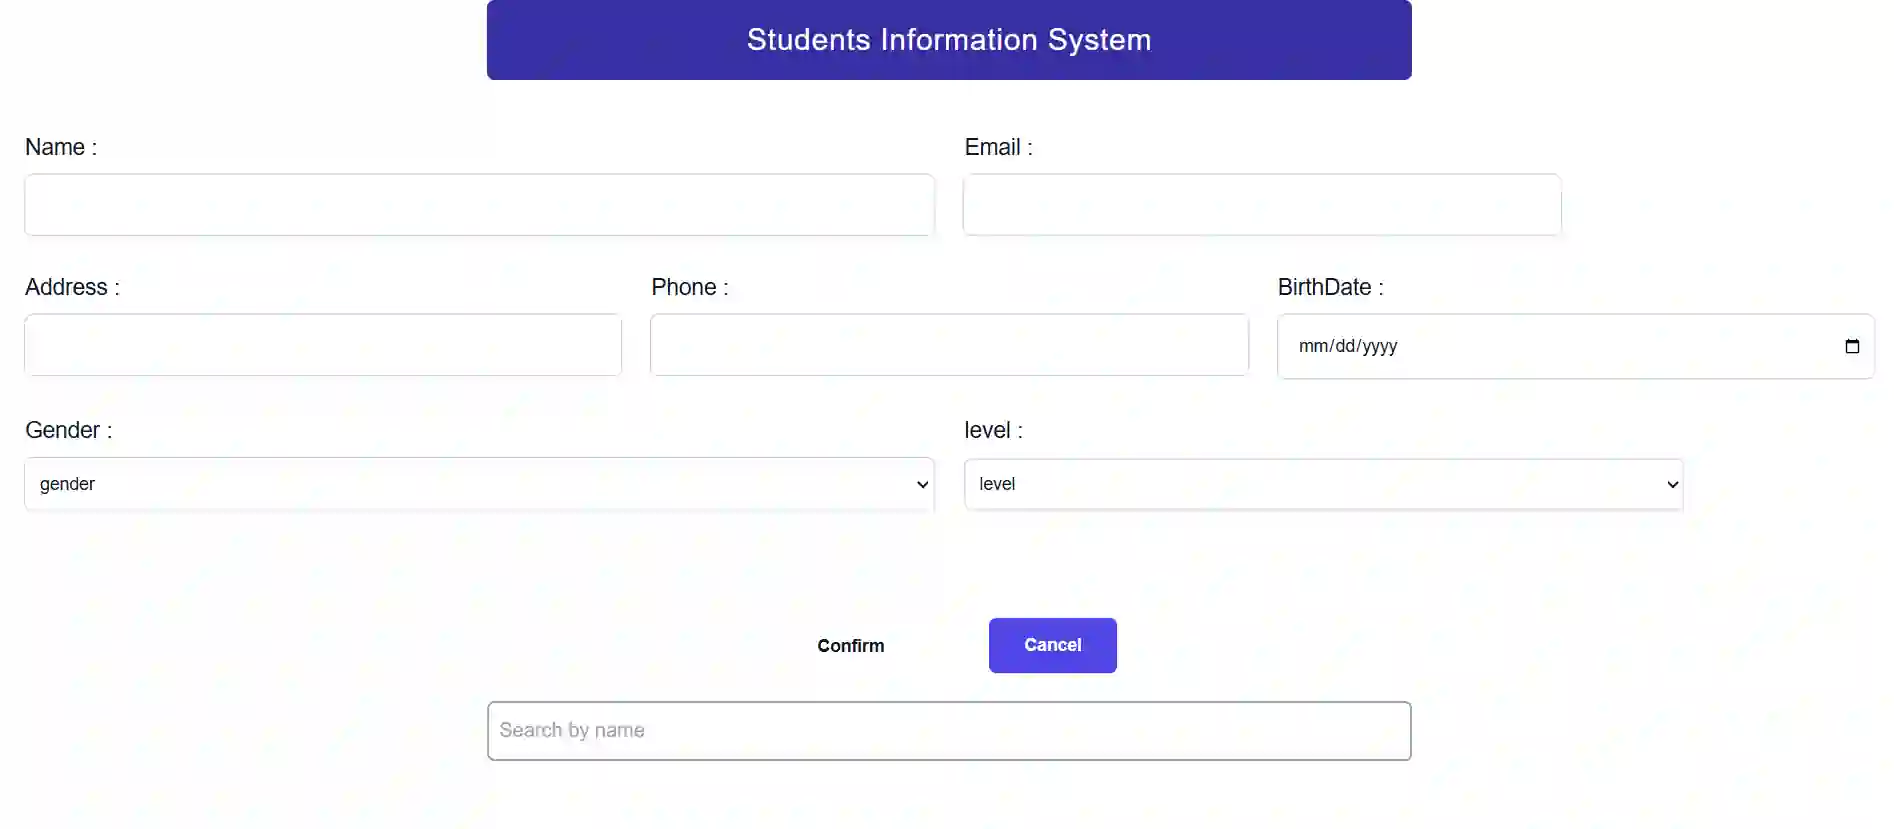 Students Information System
Name : Email :
Address : Phone : BirthDate :
mm/dd/yyyy
Gender : level :
gender level
Confirm Cancel
Search by name